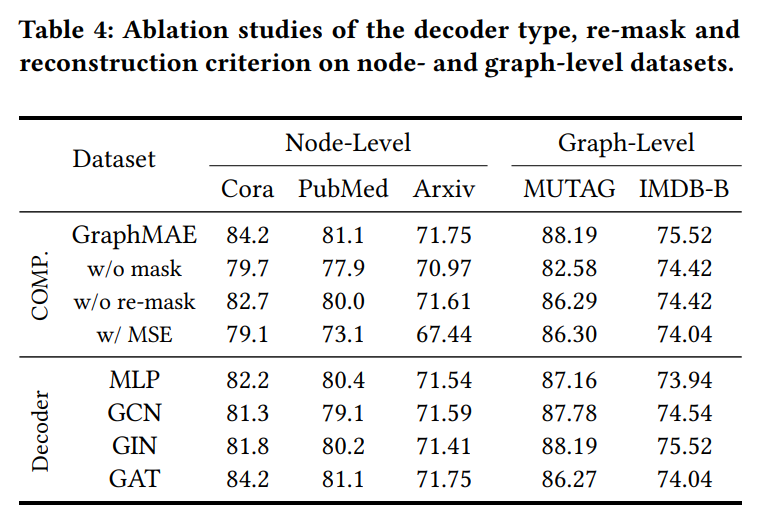 Table 4: Ablation studies of the decoder type, re-mask and
reconstruction criterion on node- and graph-level datasets.
Dataset Node-Level Graph-Level
Cora PubMed Arxiv MUTAG IMDB-B
COMP.
GraphMAE 84.2 81.1 71.75 88.19 75.52
w/o mask 79.7 77.9 70.97 82.58 74.42
w/o re-mask 82.7 80.0 71.61 86.29 74.42
w/ MSE 79.1 73.1 67.44 86.30 74.04
Decoder
MLP 82.2 80.4 71.54 87.16 73.94
GCN 81.3 79.1 71.59 87.78 74.54
GIN 81.8 80.2 71.41 88.19 75.52
GAT 84.2 81.1 71.75 86.27 74.04